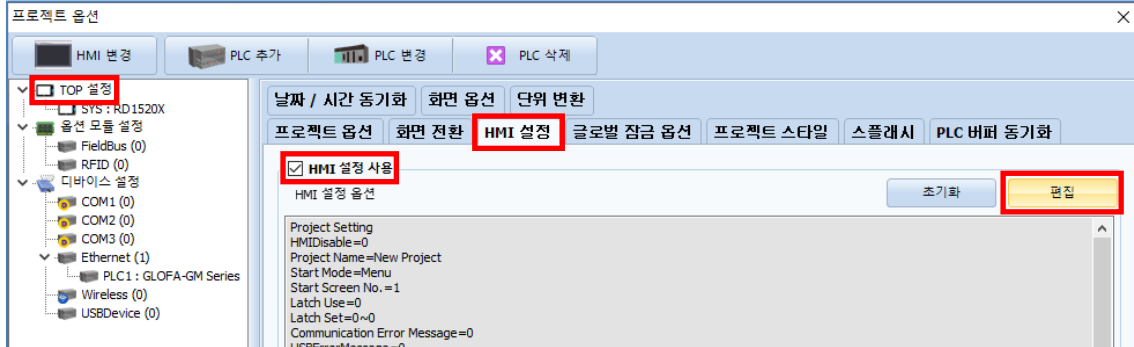 프로젝트 옵션
HMI 변경 PLC 추가 PLC 변경 PLC 삭제
TOP 설정
SYS : RD1520X
옵션 모듈 설정
FieldBus (0)
RFID (0)
디바이스 설정
COM1 (0)
COM2 (0)
COM3 (0)
Ethernet (1)
PLC1 : GLOFA-GM Series
Wireless (0)
USBDevice (0)
날짜 / 시간 동기화 화면 옵션 단위 변환
프로젝트 옵션 화면 전환 HMI 설정 글로벌 잠금 옵션 프로젝트 스타일 스플래시 PLC 버퍼 동기화
HMI 설정 사용
HMI 설정 옵션 초기화 편집
Project Setting
HMIDisable=0
Project Name=New Project
Start Mode=Menu
Start Screen No.=1
Latch Use=0
Latch Set=0~0
Communication Error Message=0
USBErrorMessage=0